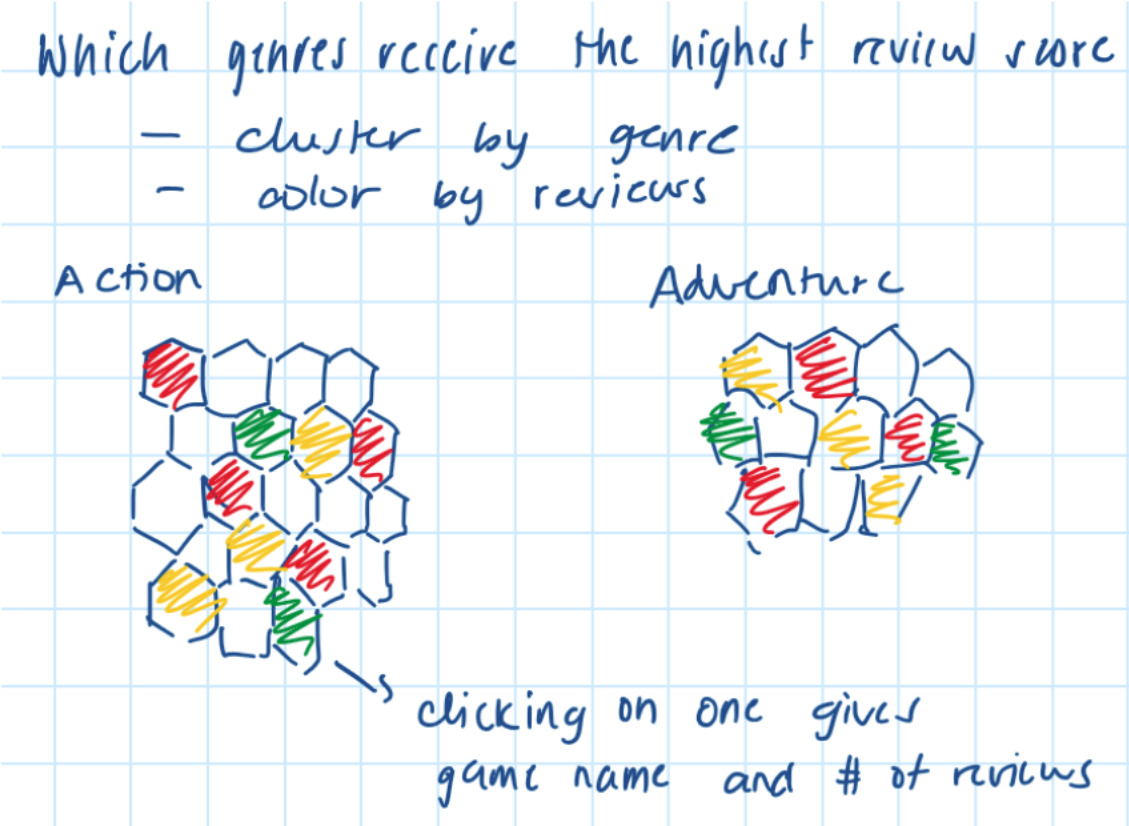 Which genres receive the highest review score
- cluster by genre
- color by reviews
Action
Adventure
clicking on one gives
game name and # of reviews